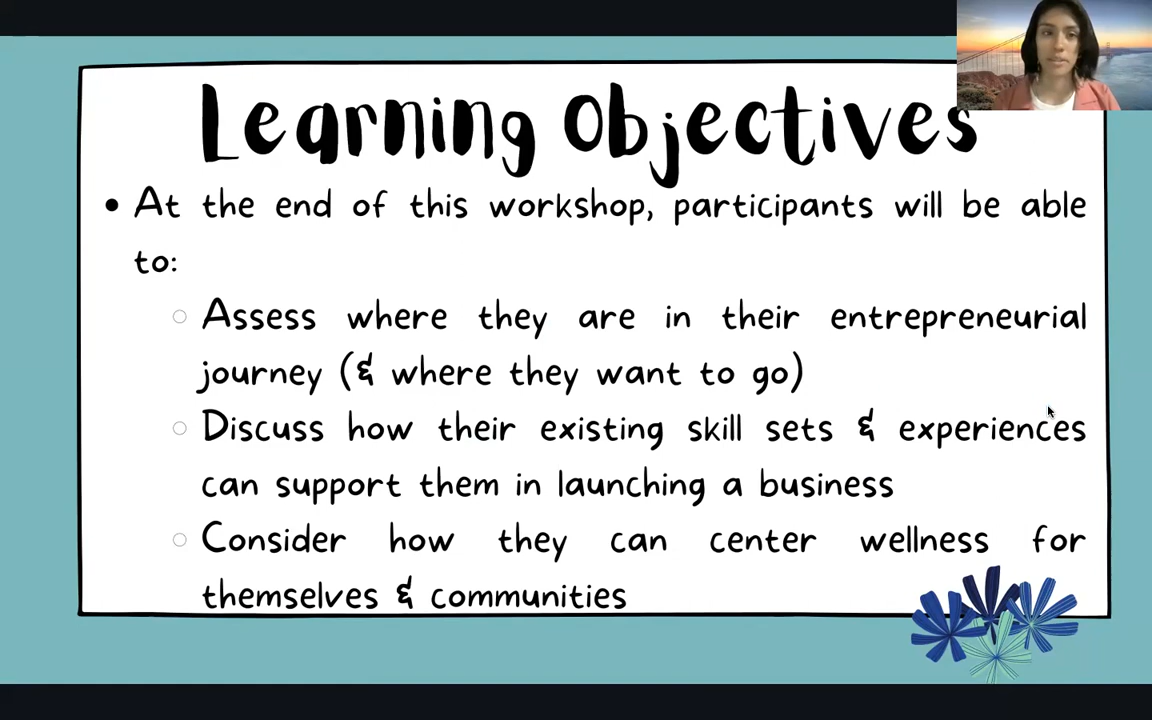 Learning Objectives
• At the end of this workshop, participants will be able
to:
○ Assess where they are in their entrepreneurial
journey (& where they want to go)
○ Discuss how their existing skill sets & experiences
can support them in launching a business
○ Consider how they can center wellness for
themselves & communities